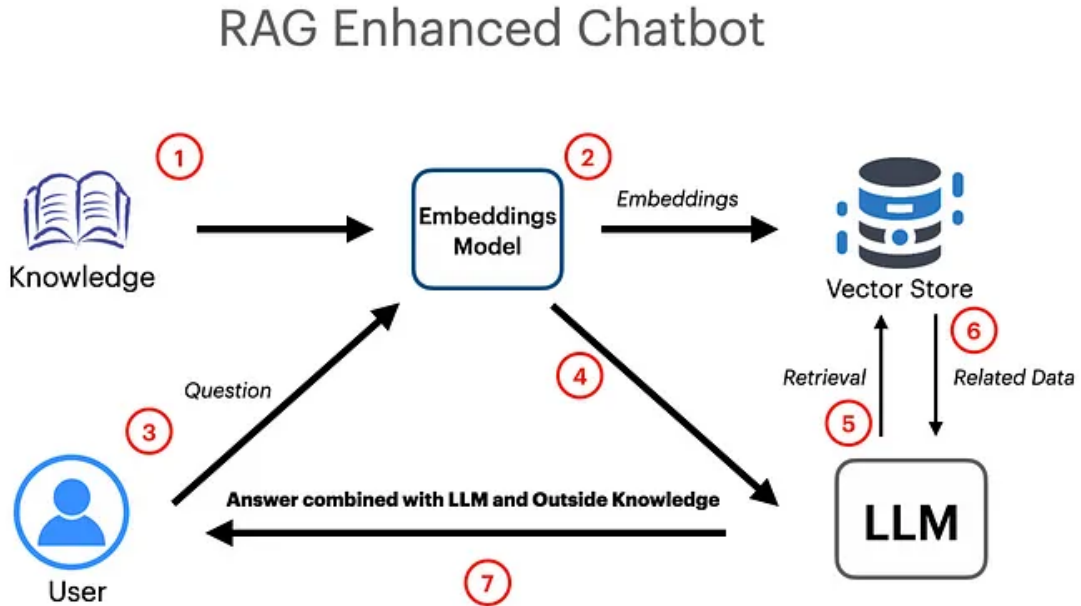 RAG Enhanced Chatbot
1
2
Embeddings
Embeddings
Model
Knowledge
Vector Store
6
4
Retrieval
Related Data
Question
3
5
Answer combined with LLM and Outside Knowledge
LLM
7
User